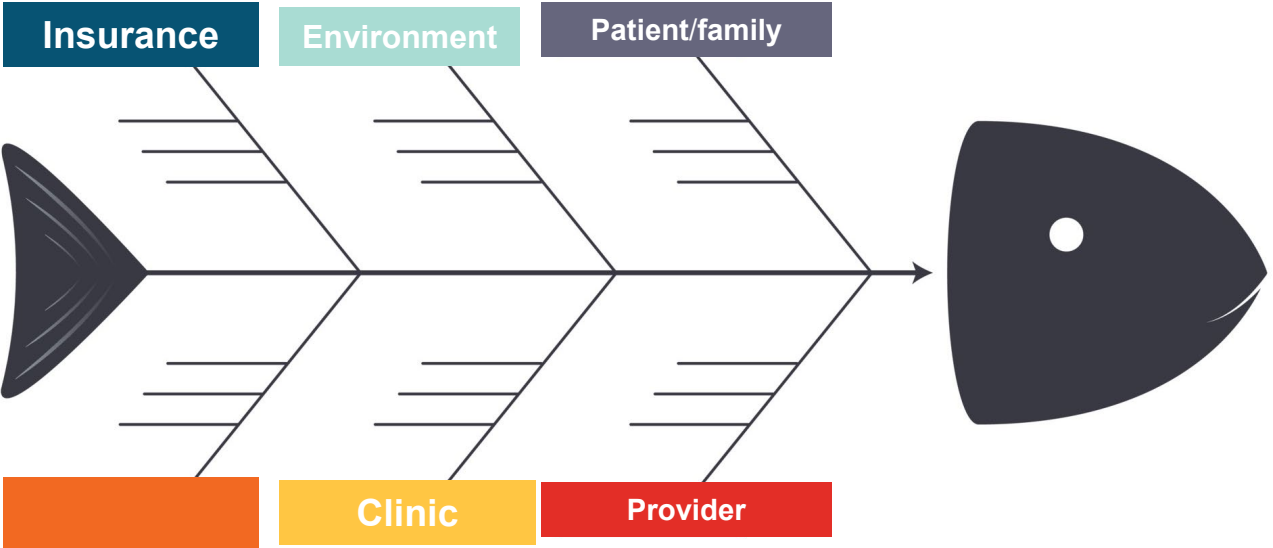 Insurance
Environment
Patient/family
Clinic
Provider